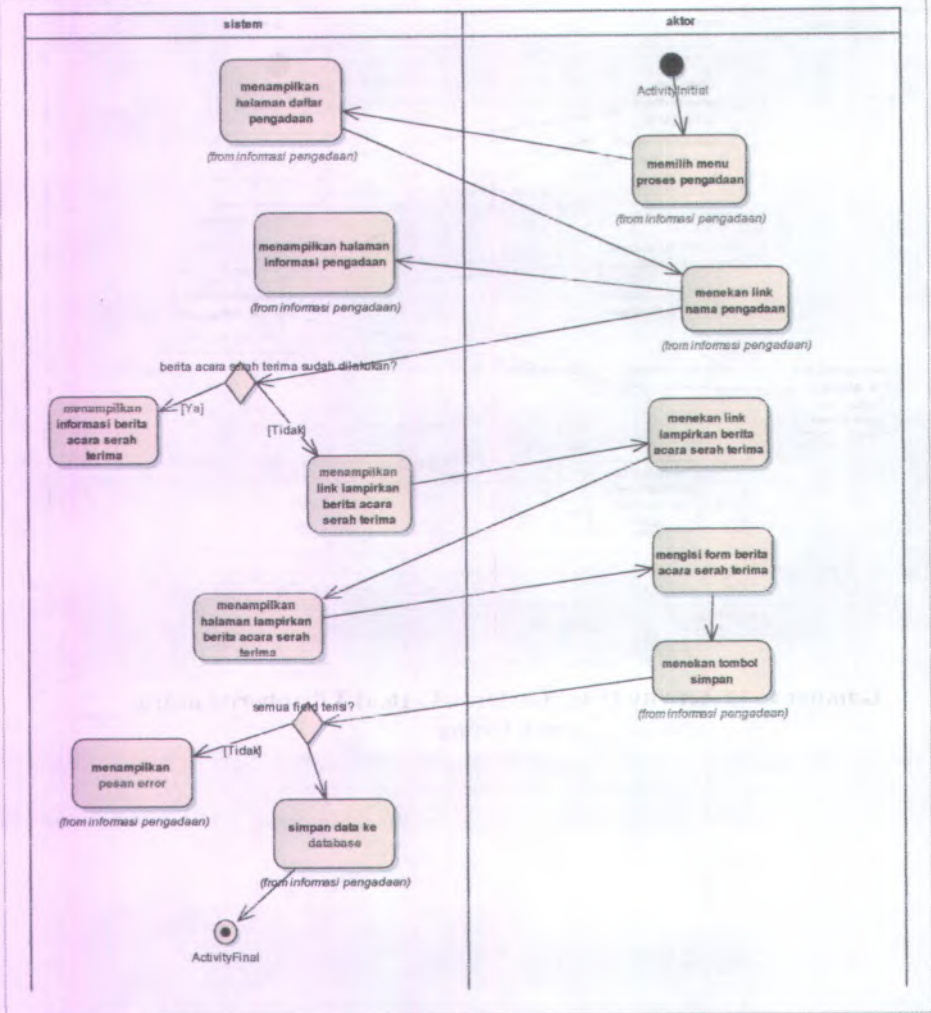 sistem
aktor
menampilkan
halaman daftar
pengadaan
(from informasi pengadaan)
ActivityInitial
memilih menu
proses pengadaan
(from informasi pengadaan)
menampilkan halaman
informasi pengadaan
(from informasi pengadaan)
menekan link
nama pengadaan
(from informasi pengadaan)
berita acara serah terima sudah dilakukan?
[Ya]
menampilkan
informasi berita
acara serah
terima
[Tidak]
menampilkan
link lampirkan
berita acara
serah terima
menekan link
lampirkan berita
acara serah terima
menampilkan
halaman lampirkan
berita acara serah
terima
mengisi form berita
acara serah terima
menekan tombol
simpan
(from informasi pengadaan)
semua field terisi?
[Tidak]
menampilkan
pesan error
(from informasi pengadaan)
simpan data ke
database
(from informasi pengadaan)
ActivityFinal